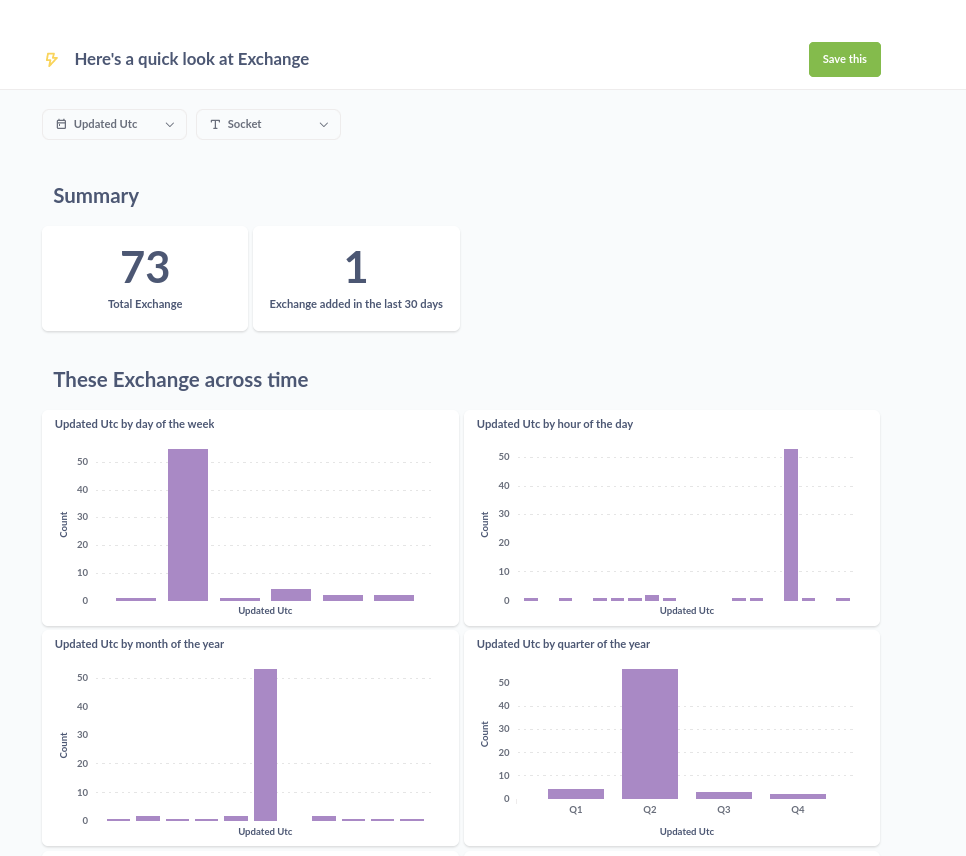 Here's a quick look at Exchange
Save this
Updated Utc
Socket
Summary
73
Total Exchange
1
Exchange added in the last 30 days
These Exchange across time
Updated Utc by day of the week
50
40
30
20
10
0
Count
Updated Utc
Updated Utc by hour of the day
50
40
30
20
10
0
Count
Updated Utc
Updated Utc by month of the year
50
40
30
20
10
0
Count
Updated Utc
Updated Utc by quarter of the year
50
40
30
20
10
0
Count
Q1 Q2 Q3 Q4
Updated Utc